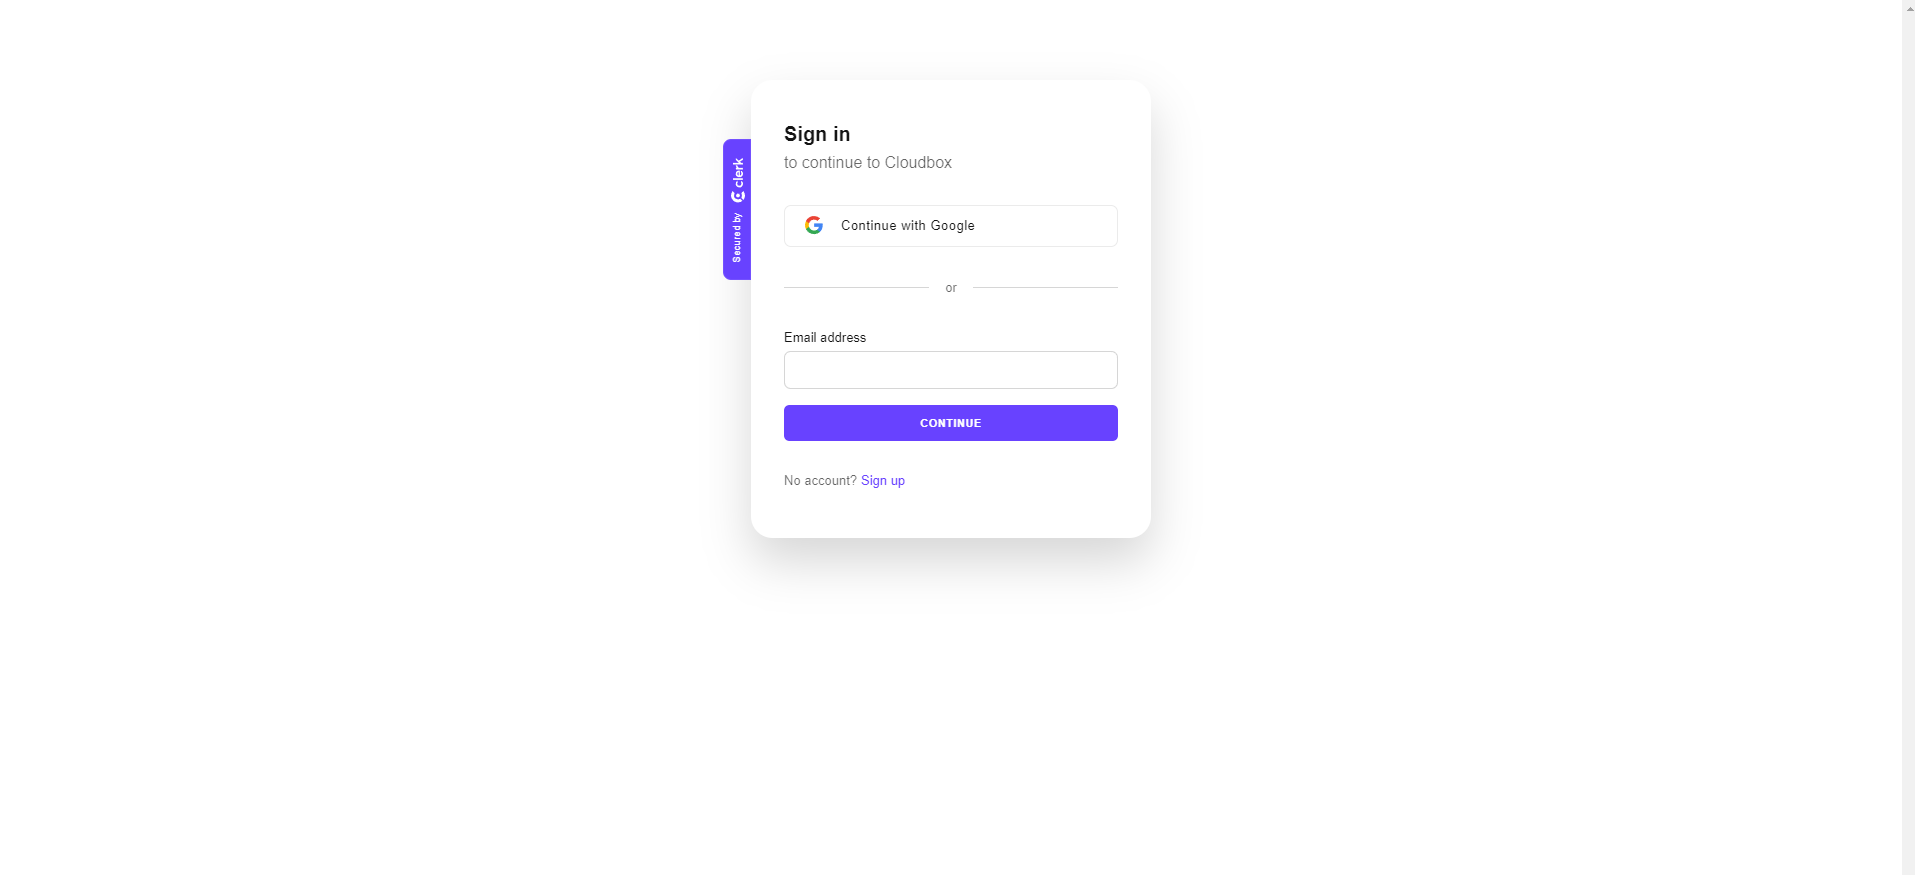 Sign in
to continue to Cloudbox
Secured by clerk
Continue with Google
or
Email address
CONTINUE
No account? Sign up